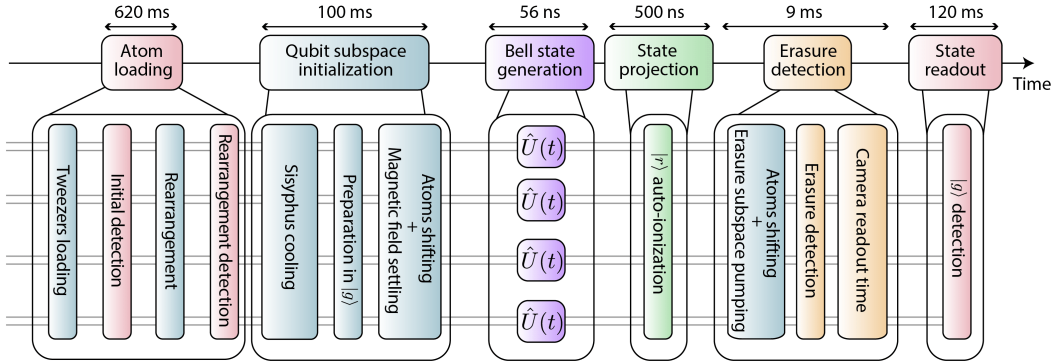 620 ms
100 ms
56 ns
500 ns
9 ms
120 ms
Atom
loading
Qubit subspace
initialization
Bell state
generation
State
projection
Erasure
detection
State
readout
Time
Tweezers loading
Initial detection
Rearrangement
Rearrangement detection
Sisyphus cooling
Preparation in |g⟩
Atoms shifting
+
Magnetic field settling
Û(t)
Û(t)
Û(t)
Û(t)
|r⟩ auto-ionization
Atoms shifting
+
Erasure subspace pumping
Erasure detection
Camera readout time
|g⟩ detection